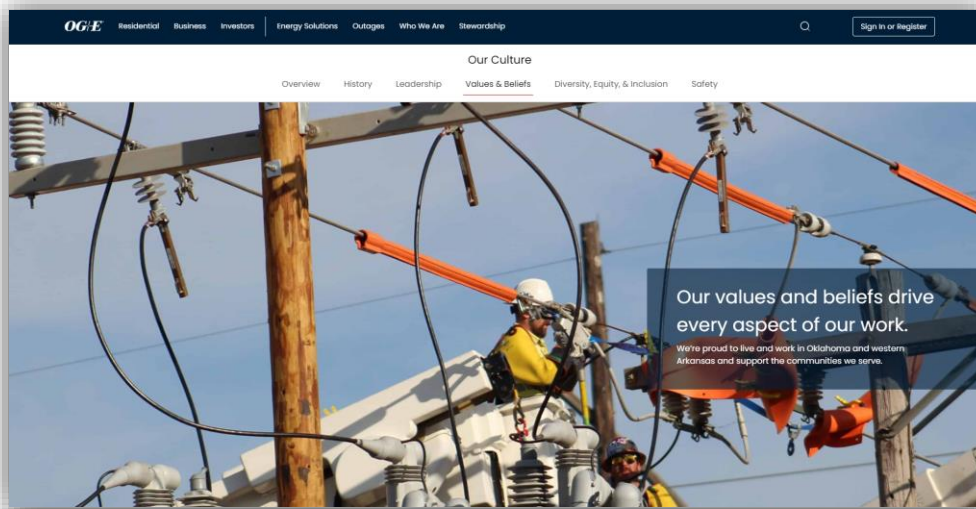 OG/E Residential Business Investors Energy Solutions Outages Who We Are Stewardship Sign In or Register
Our Culture
Overview History Leadership Values & Beliefs Diversity, Equity, & Inclusion Safety
Our values and beliefs drive
every aspect of our work.
We're proud to live and work in Oklahoma and western
Arkansas and support the communities we serve.